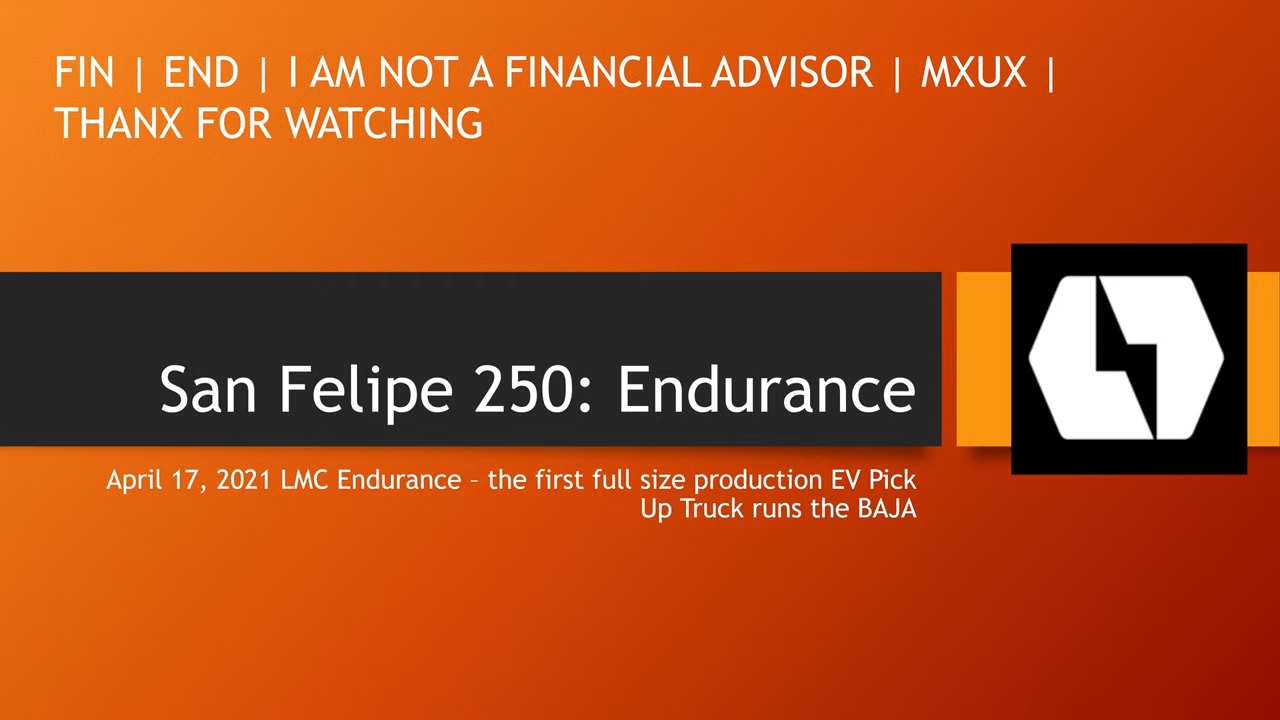 FIN | END | I AM NOT A FINANCIAL ADVISOR | MXUX |
THANX FOR WATCHING
San Felipe 250: Endurance
April 17, 2021 LMC Endurance – the first full size production EV Pick
Up Truck runs the BAJA